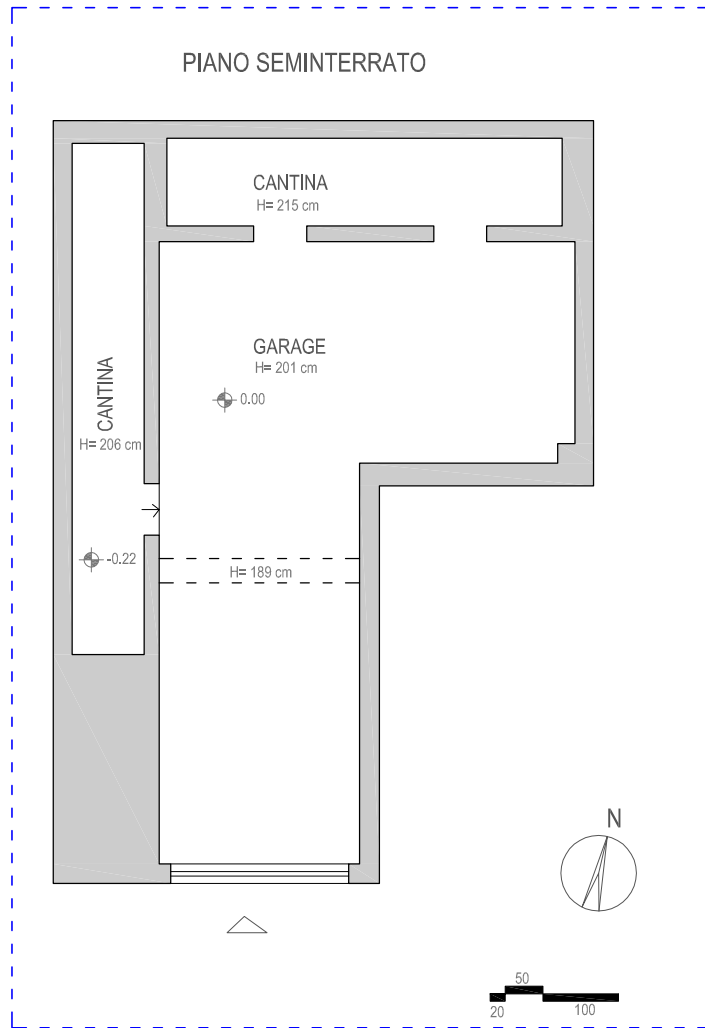 PIANO SEMINTERRATO
CANTINA
H= 215 cm
GARAGE
H= 201 cm
0.00
CANTINA
H= 206 cm
-0.22
H= 189 cm
N
50
20
100